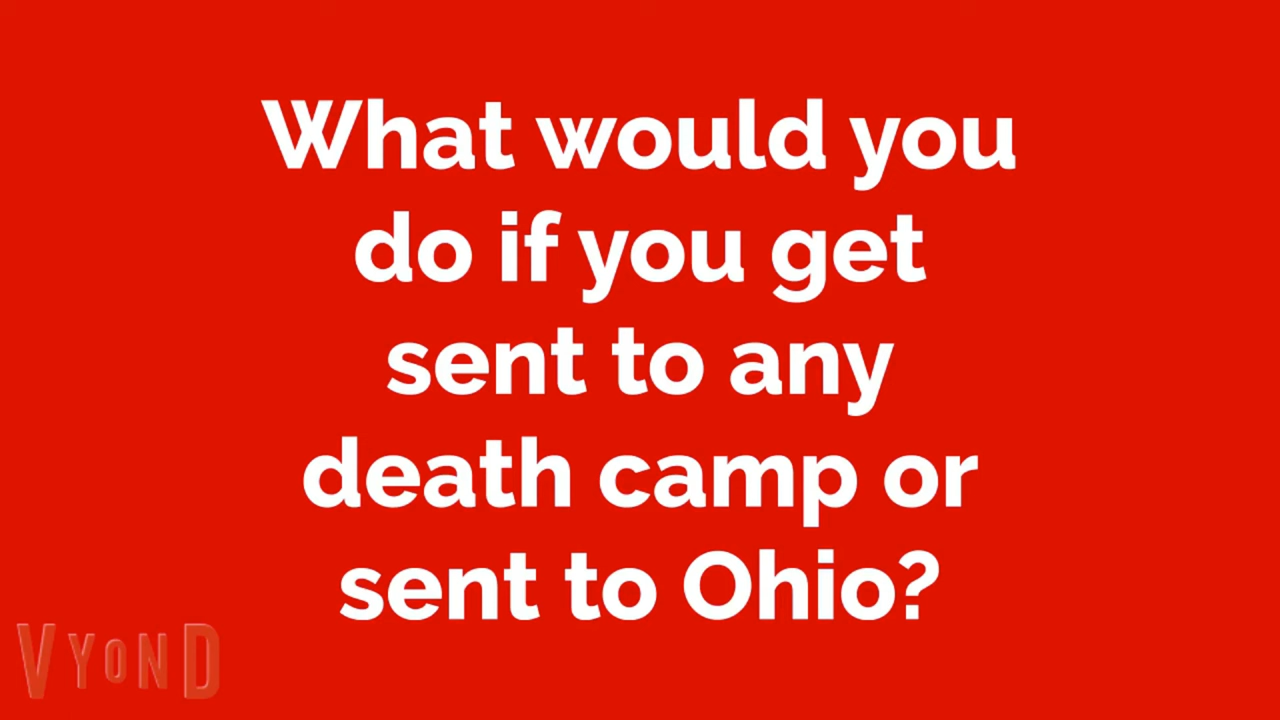 What would you
do if you get
sent to any
death camp or
sent to Ohio?
VYOND